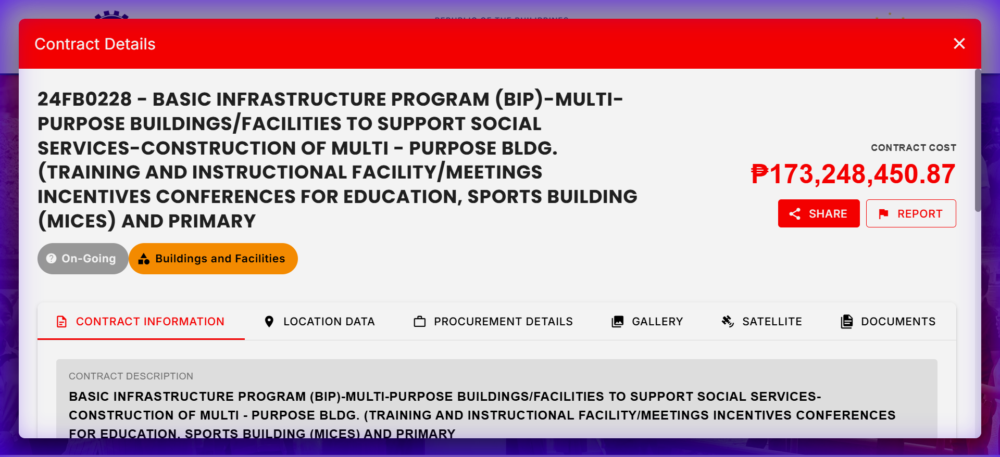 REPUBLIC OF THE PHILIPPINES
Contract Details
24FB0228 - BASIC INFRASTRUCTURE PROGRAM (BIP)-MULTI-
PURPOSE BUILDINGS/FACILITIES TO SUPPORT SOCIAL
SERVICES-CONSTRUCTION OF MULTI - PURPOSE BLDG.
(TRAINING AND INSTRUCTIONAL FACILITY/MEETINGS
INCENTIVES CONFERENCES FOR EDUCATION, SPORTS BUILDING
(MICES) AND PRIMARY
CONTRACT COST
₱173,248,450.87
SHARE
REPORT
On-Going
Buildings and Facilities
CONTRACT INFORMATION
LOCATION DATA
PROCUREMENT DETAILS
GALLERY
SATELLITE
DOCUMENTS
CONTRACT DESCRIPTION
BASIC INFRASTRUCTURE PROGRAM (BIP)-MULTI-PURPOSE BUILDINGS/FACILITIES TO SUPPORT SOCIAL SERVICES-
CONSTRUCTION OF MULTI - PURPOSE BLDG. (TRAINING AND INSTRUCTIONAL FACILITY/MEETINGS INCENTIVES CONFERENCES
FOR EDUCATION, SPORTS BUILDING (MICES) AND PRIMARY